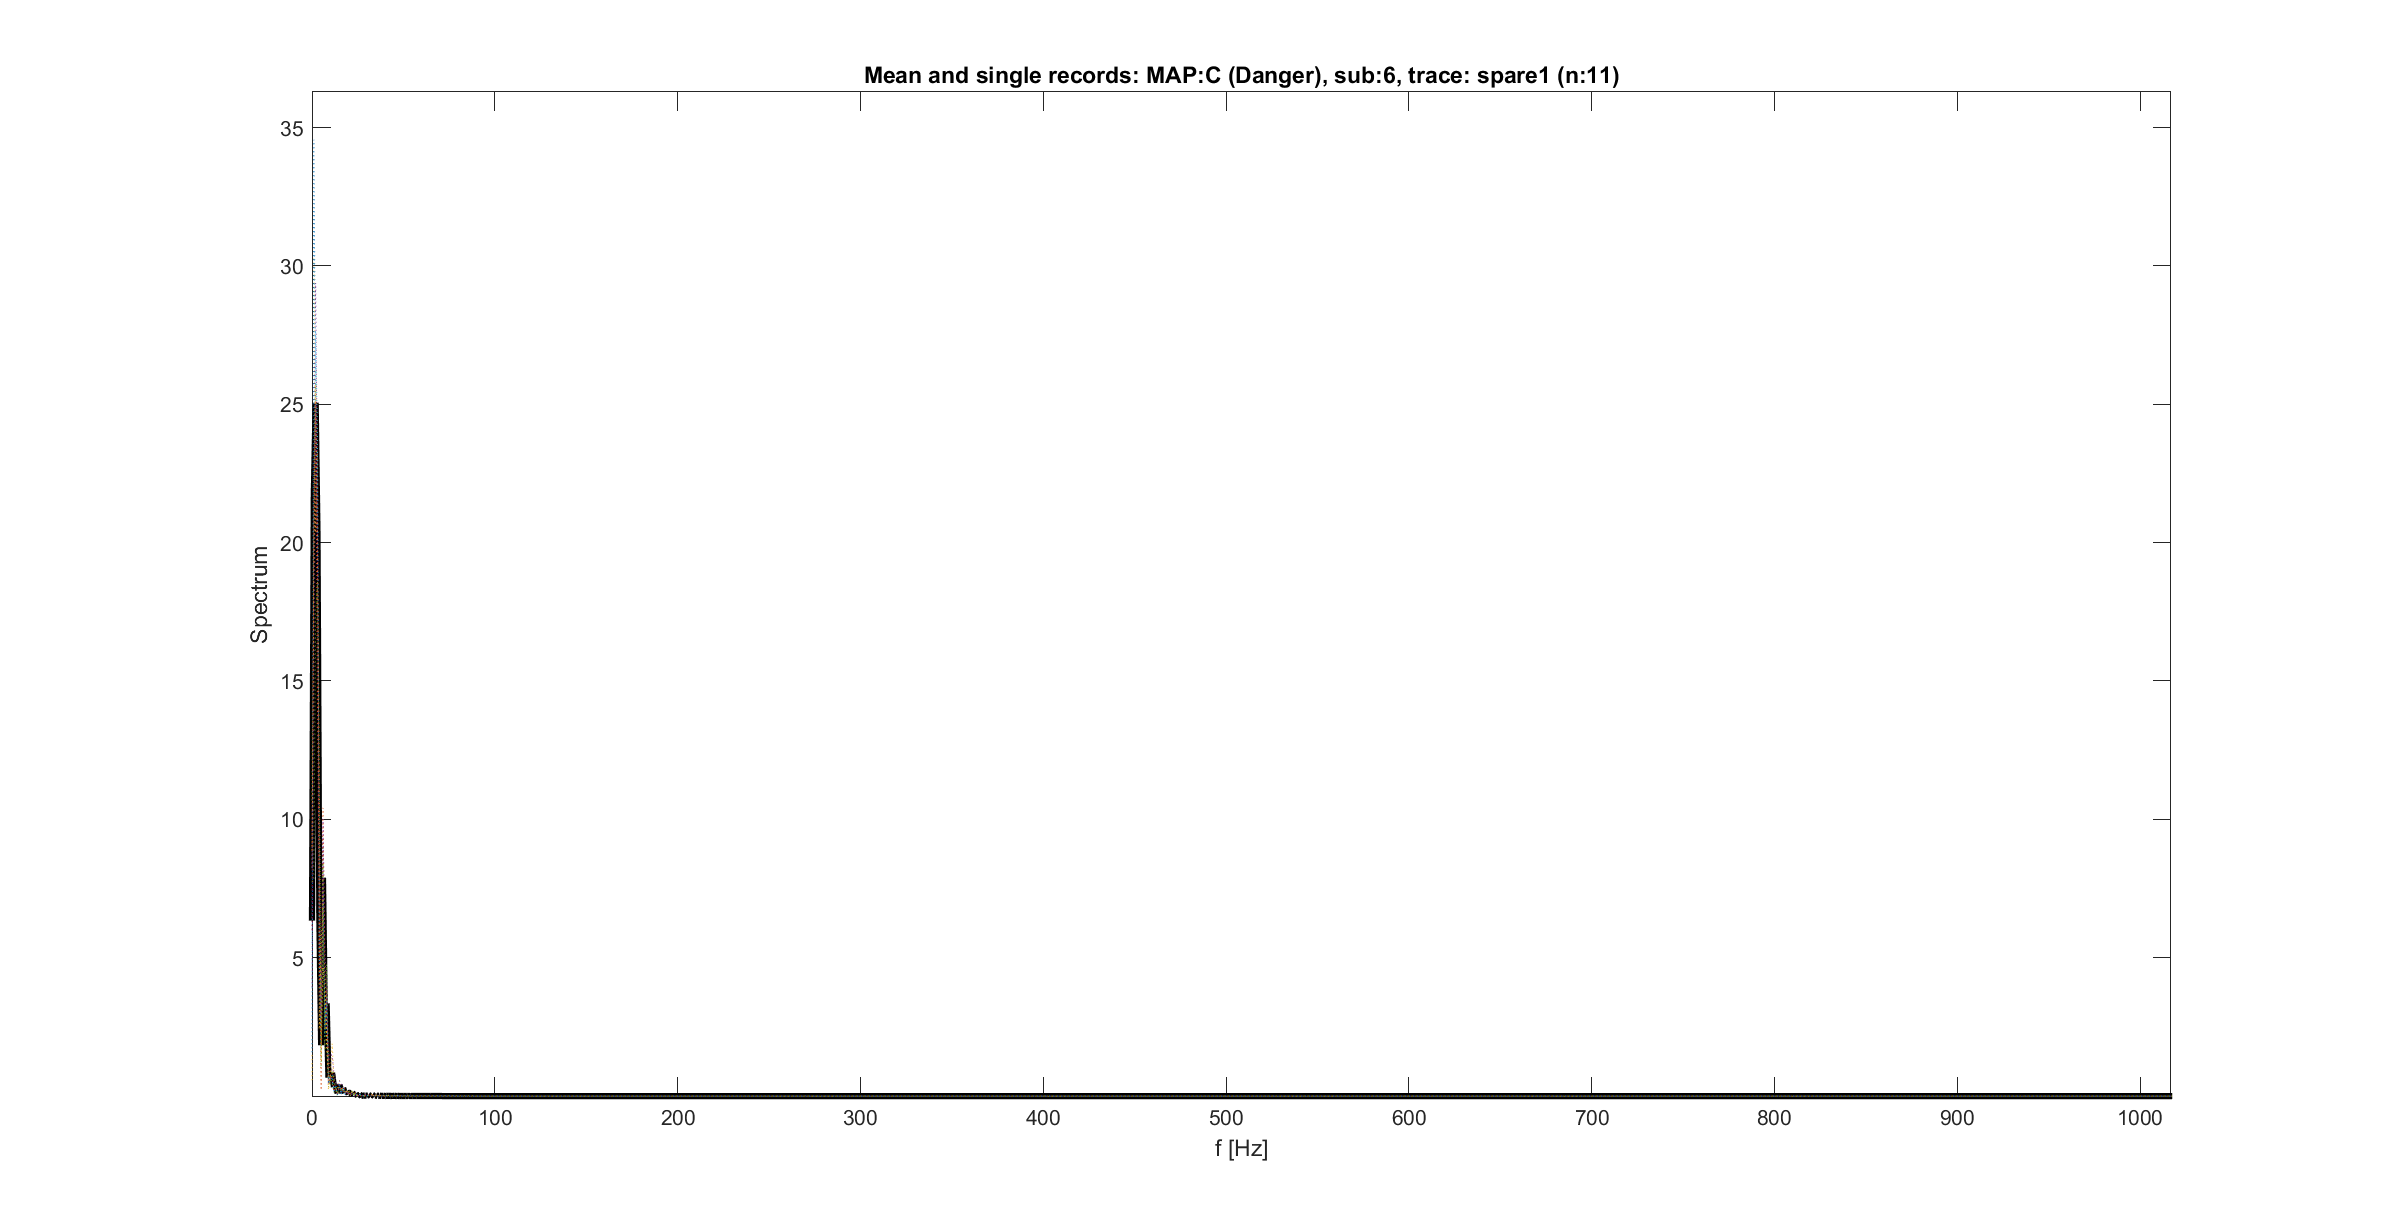 Mean and single records: MAP:C (Danger), sub:6, trace: spare1 (n:11)
35
30
25
20
15
10
5
Spectrum
0 100 200 300 400 500 600 700 800 900 1000
f [Hz]